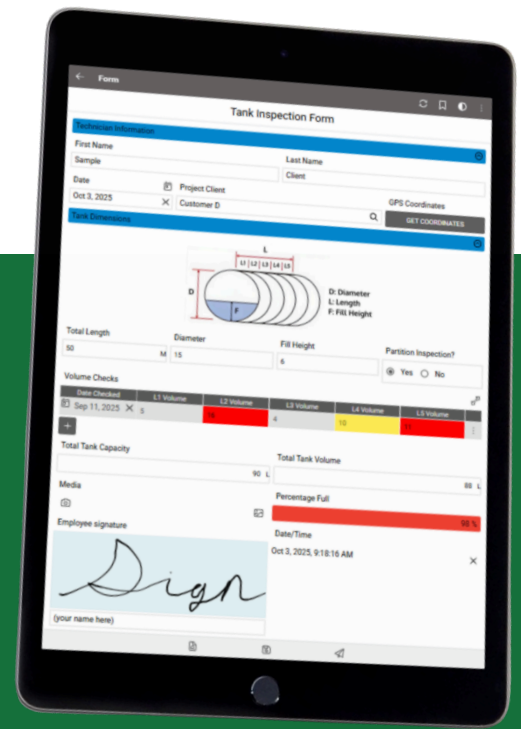 Form
Tank Inspection Form
Technician Information
First Name
Last Name
Sample
Client
Date
Project Client
GPS Coordinates
Oct 3, 2025
Customer D
GET COORDINATES
Tank Dimensions
L
L1 L2 L3 L4 L5
D
F
D: Diameter
L: Length
F: Fill Height
Total Length
Diameter
Fill Height
Partition Inspection?
50 M
15
6
Yes
No
Volume Checks
Date Checked
L1 Volume
L2 Volume
L3 Volume
L4 Volume
L5 Volume
Sep 11, 2025
5
4
10
Total Tank Capacity
Total Tank Volume
90 L
88 L
Media
Percentage Full
98 %
Employee signature
Date/Time
Oct 3, 2025, 9:18:16 AM
Sign
(your name here)